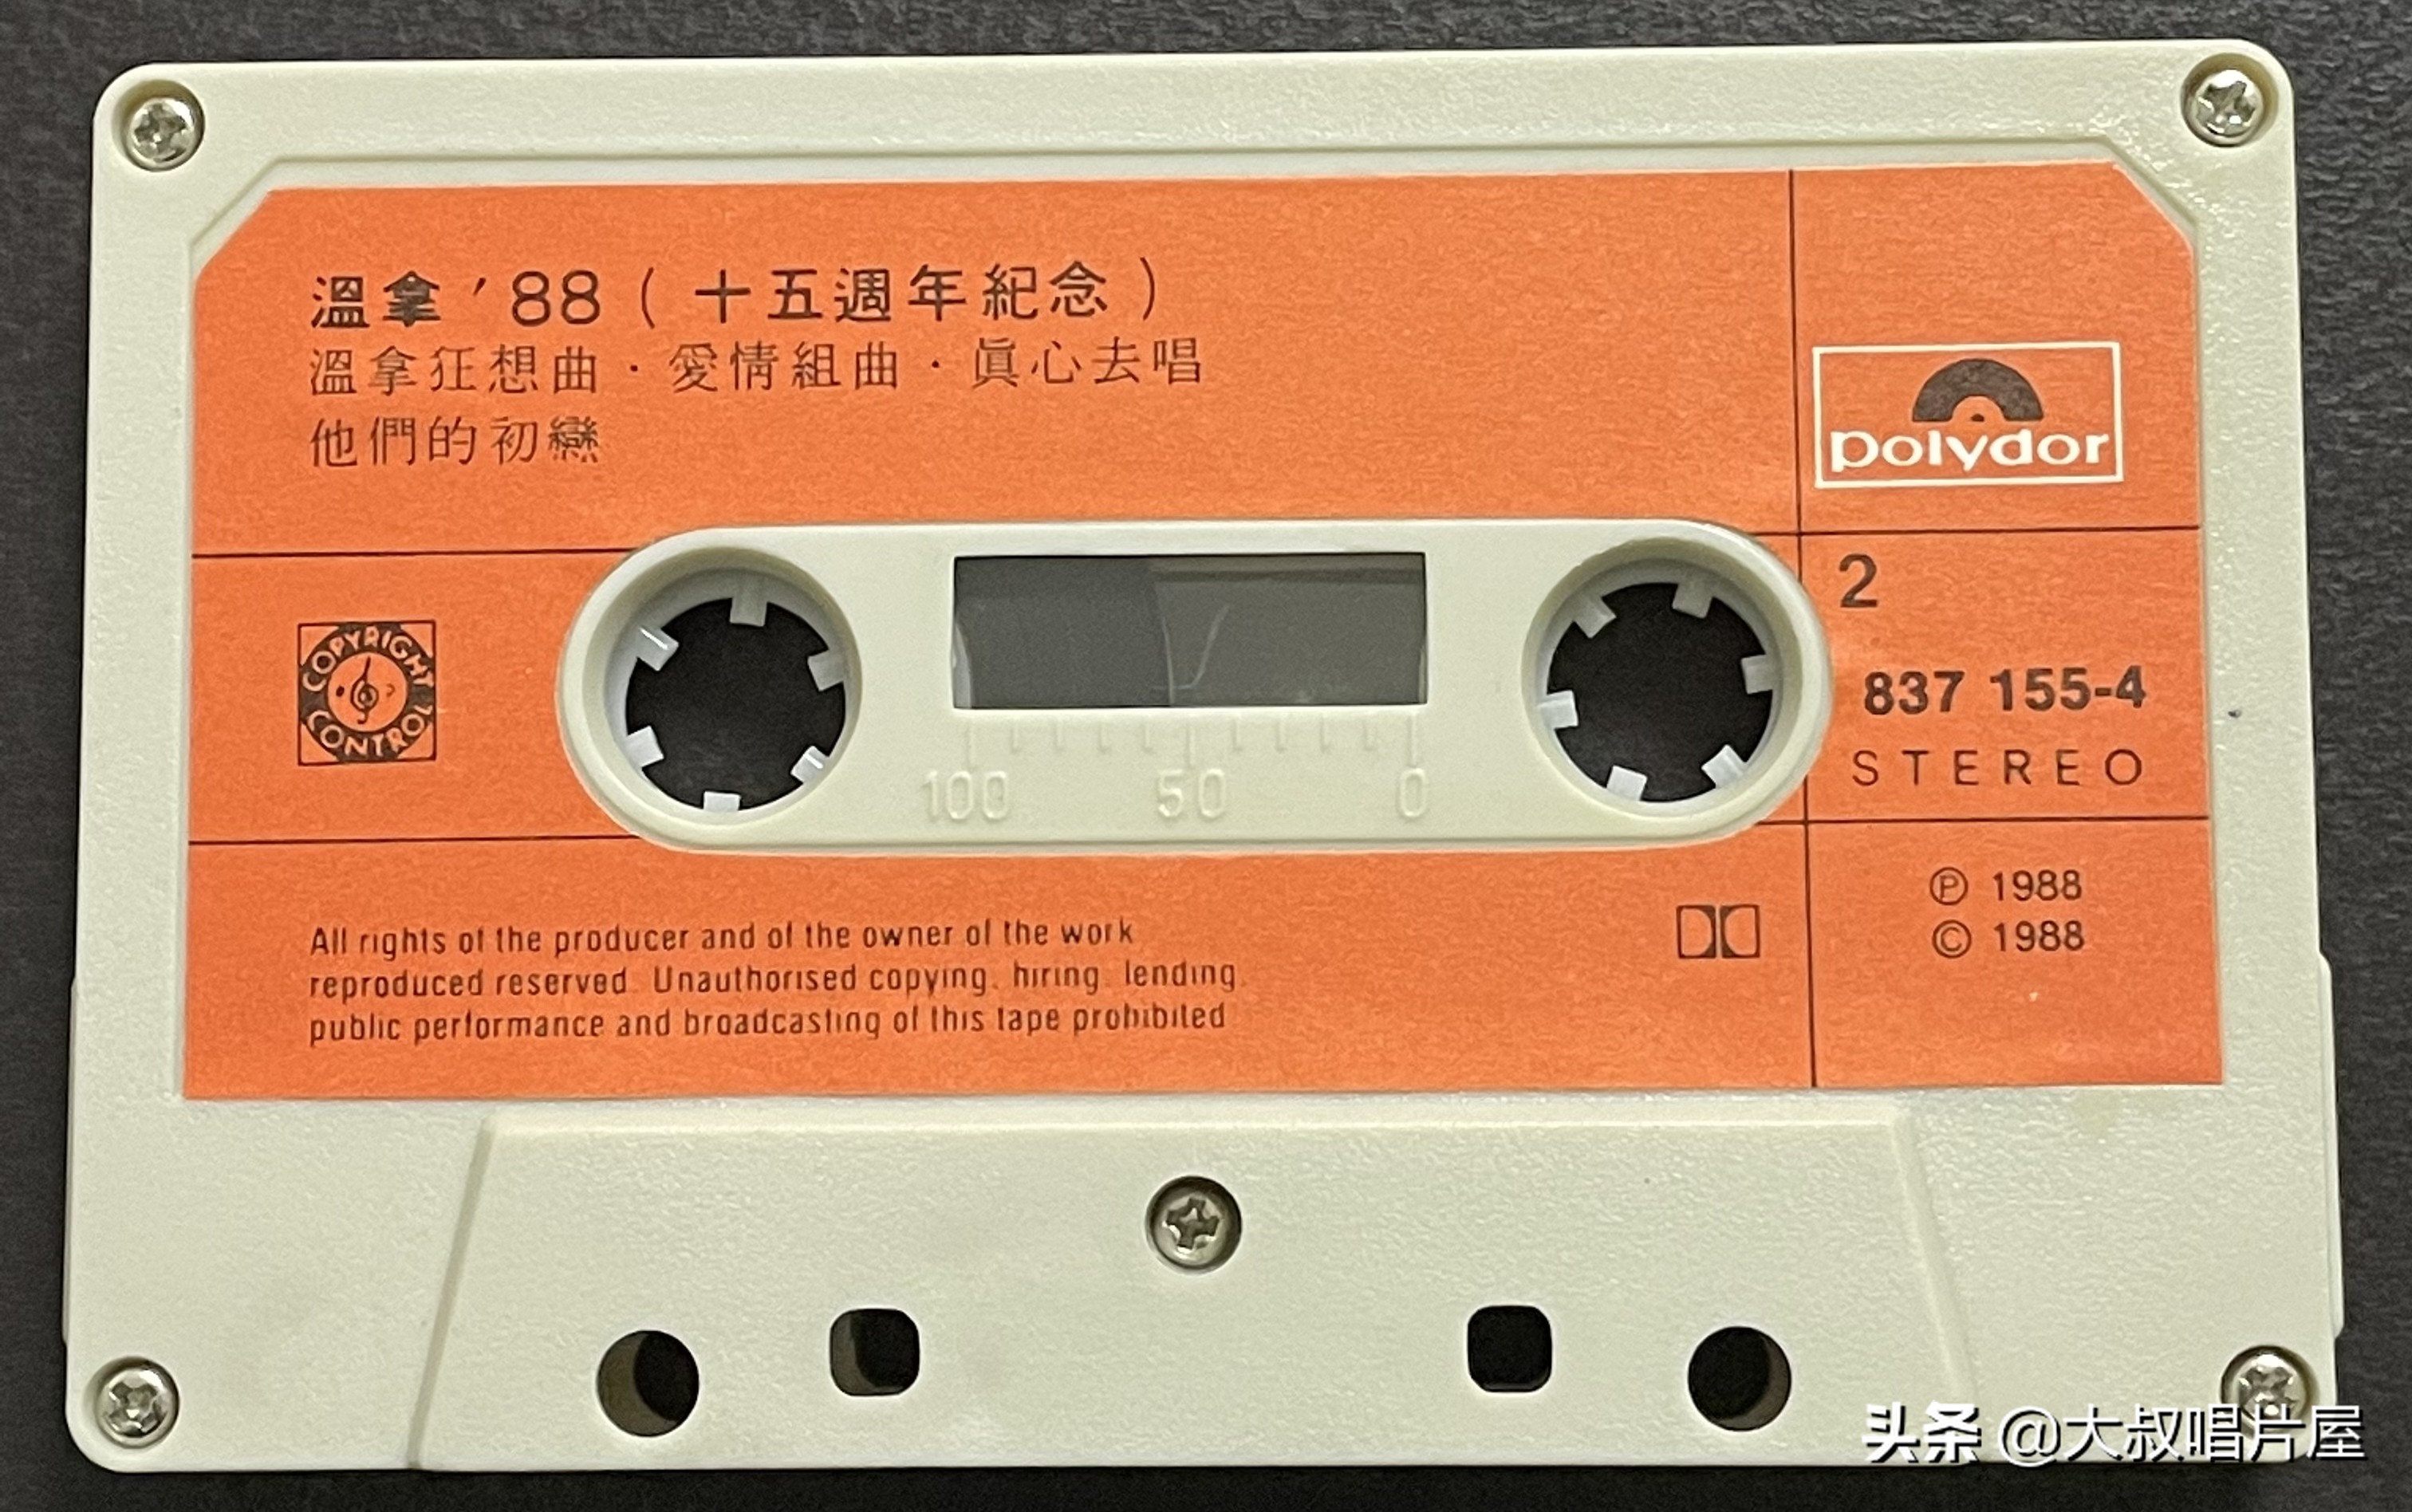 溫拿 '88（十五週年紀念）
溫拿狂想曲 · 愛情組曲 · 眞心去唱
他們的初戀
polydor
2
837 155-4
STEREO
COPYRIGHT
CONTROL
100 50 0
All rights of the producer and of the owner of the work
reproduced reserved. Unauthorised copying, hiring, lending,
public performance and broadcasting of this tape prohibited
℗ 1988
© 1988
头条 @大叔唱片屋